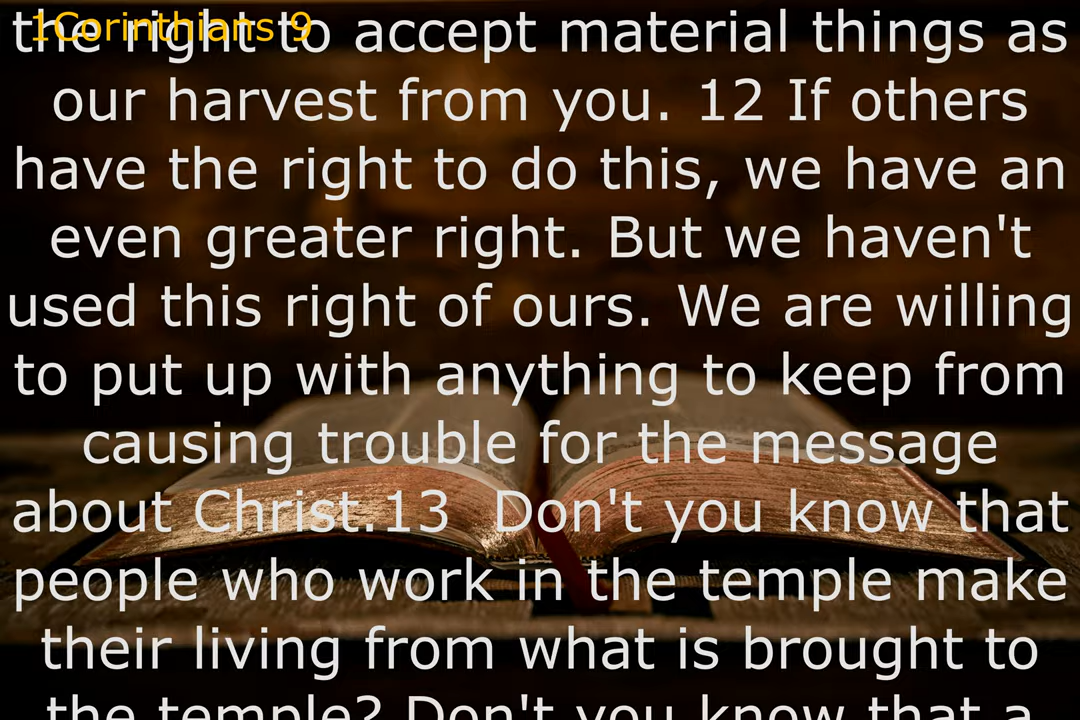 1Corinthians 9
the right to accept material things as
our harvest from you. 12 If others
have the right to do this, we have an
even greater right. But we haven't
used this right of ours. We are willing
to put up with anything to keep from
causing trouble for the message
about Christ.13  Don't you know that
people who work in the temple make
their living from what is brought to
the temple? Don't you know that a